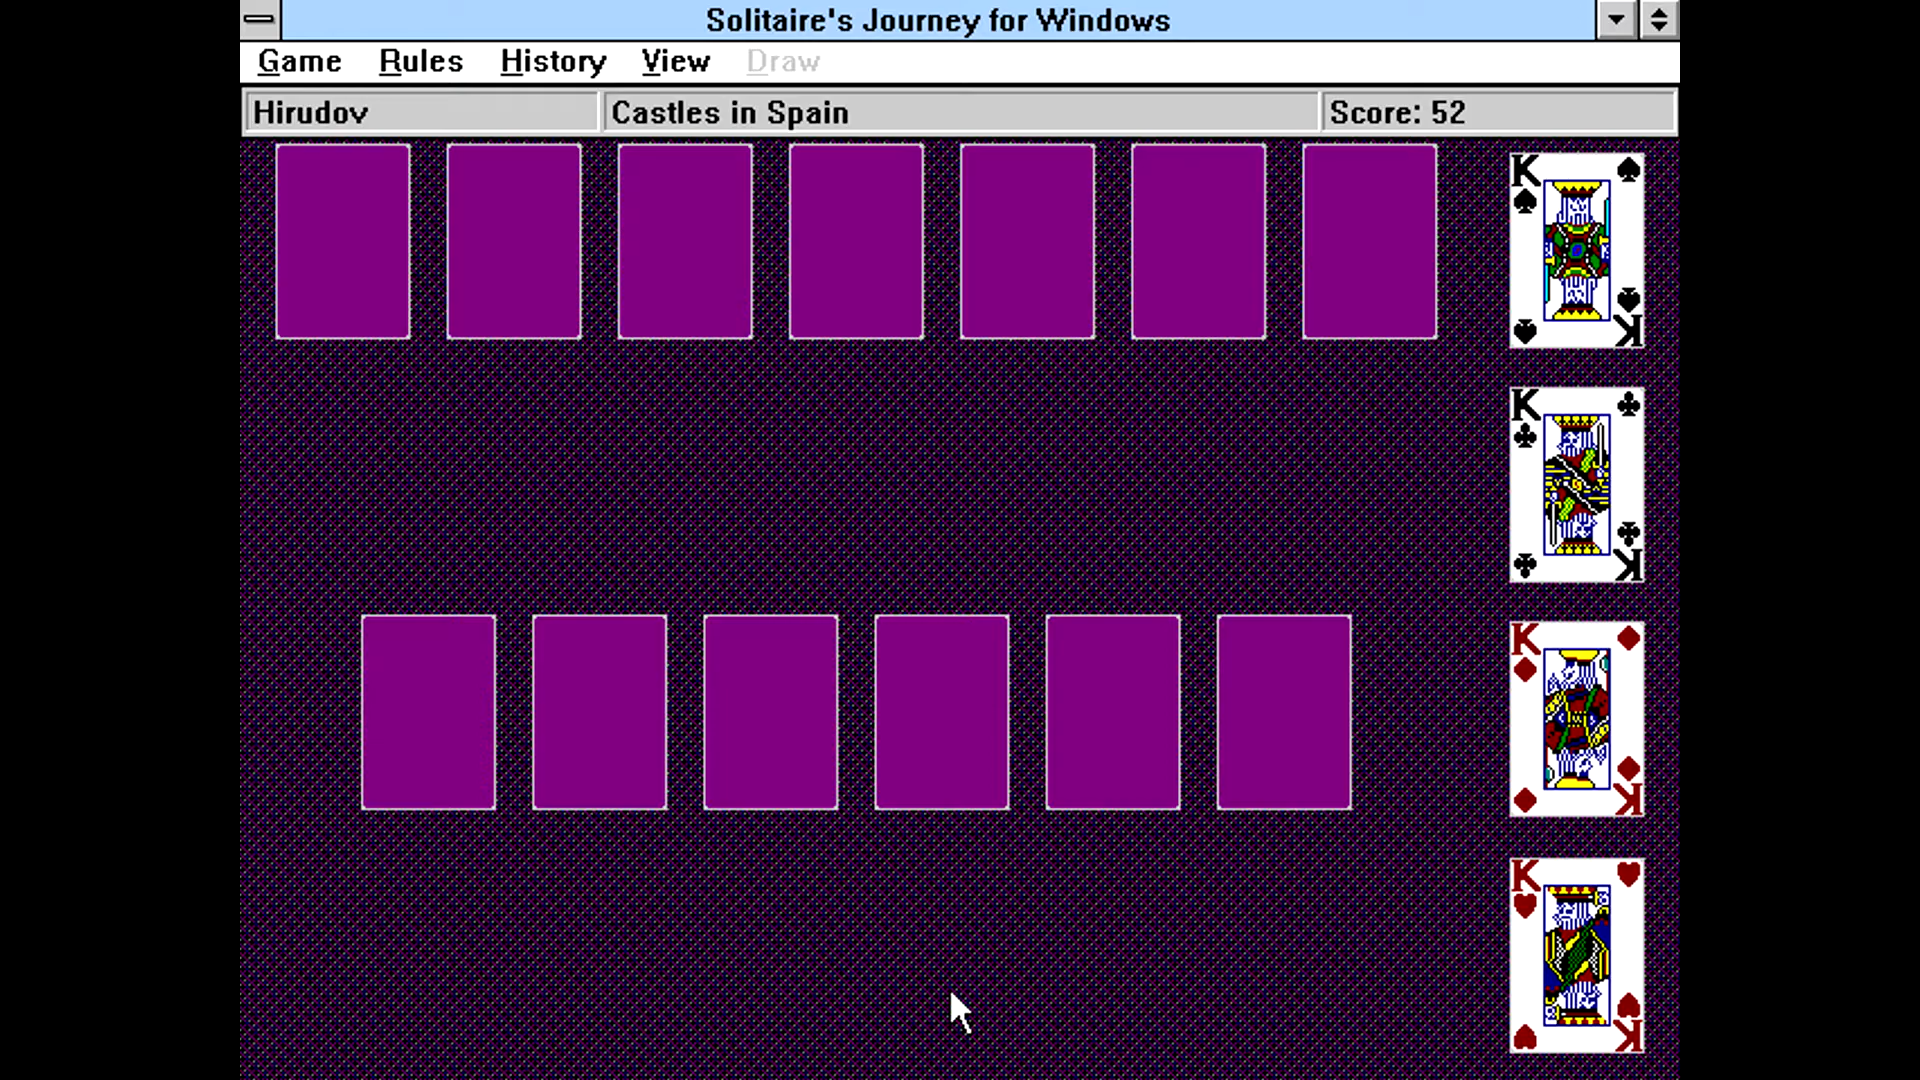 Solitaire's Journey for Windows
Game Rules History View Draw
Hirudov Castles in Spain Score: 52
K
K
K
K
K
K
K
K